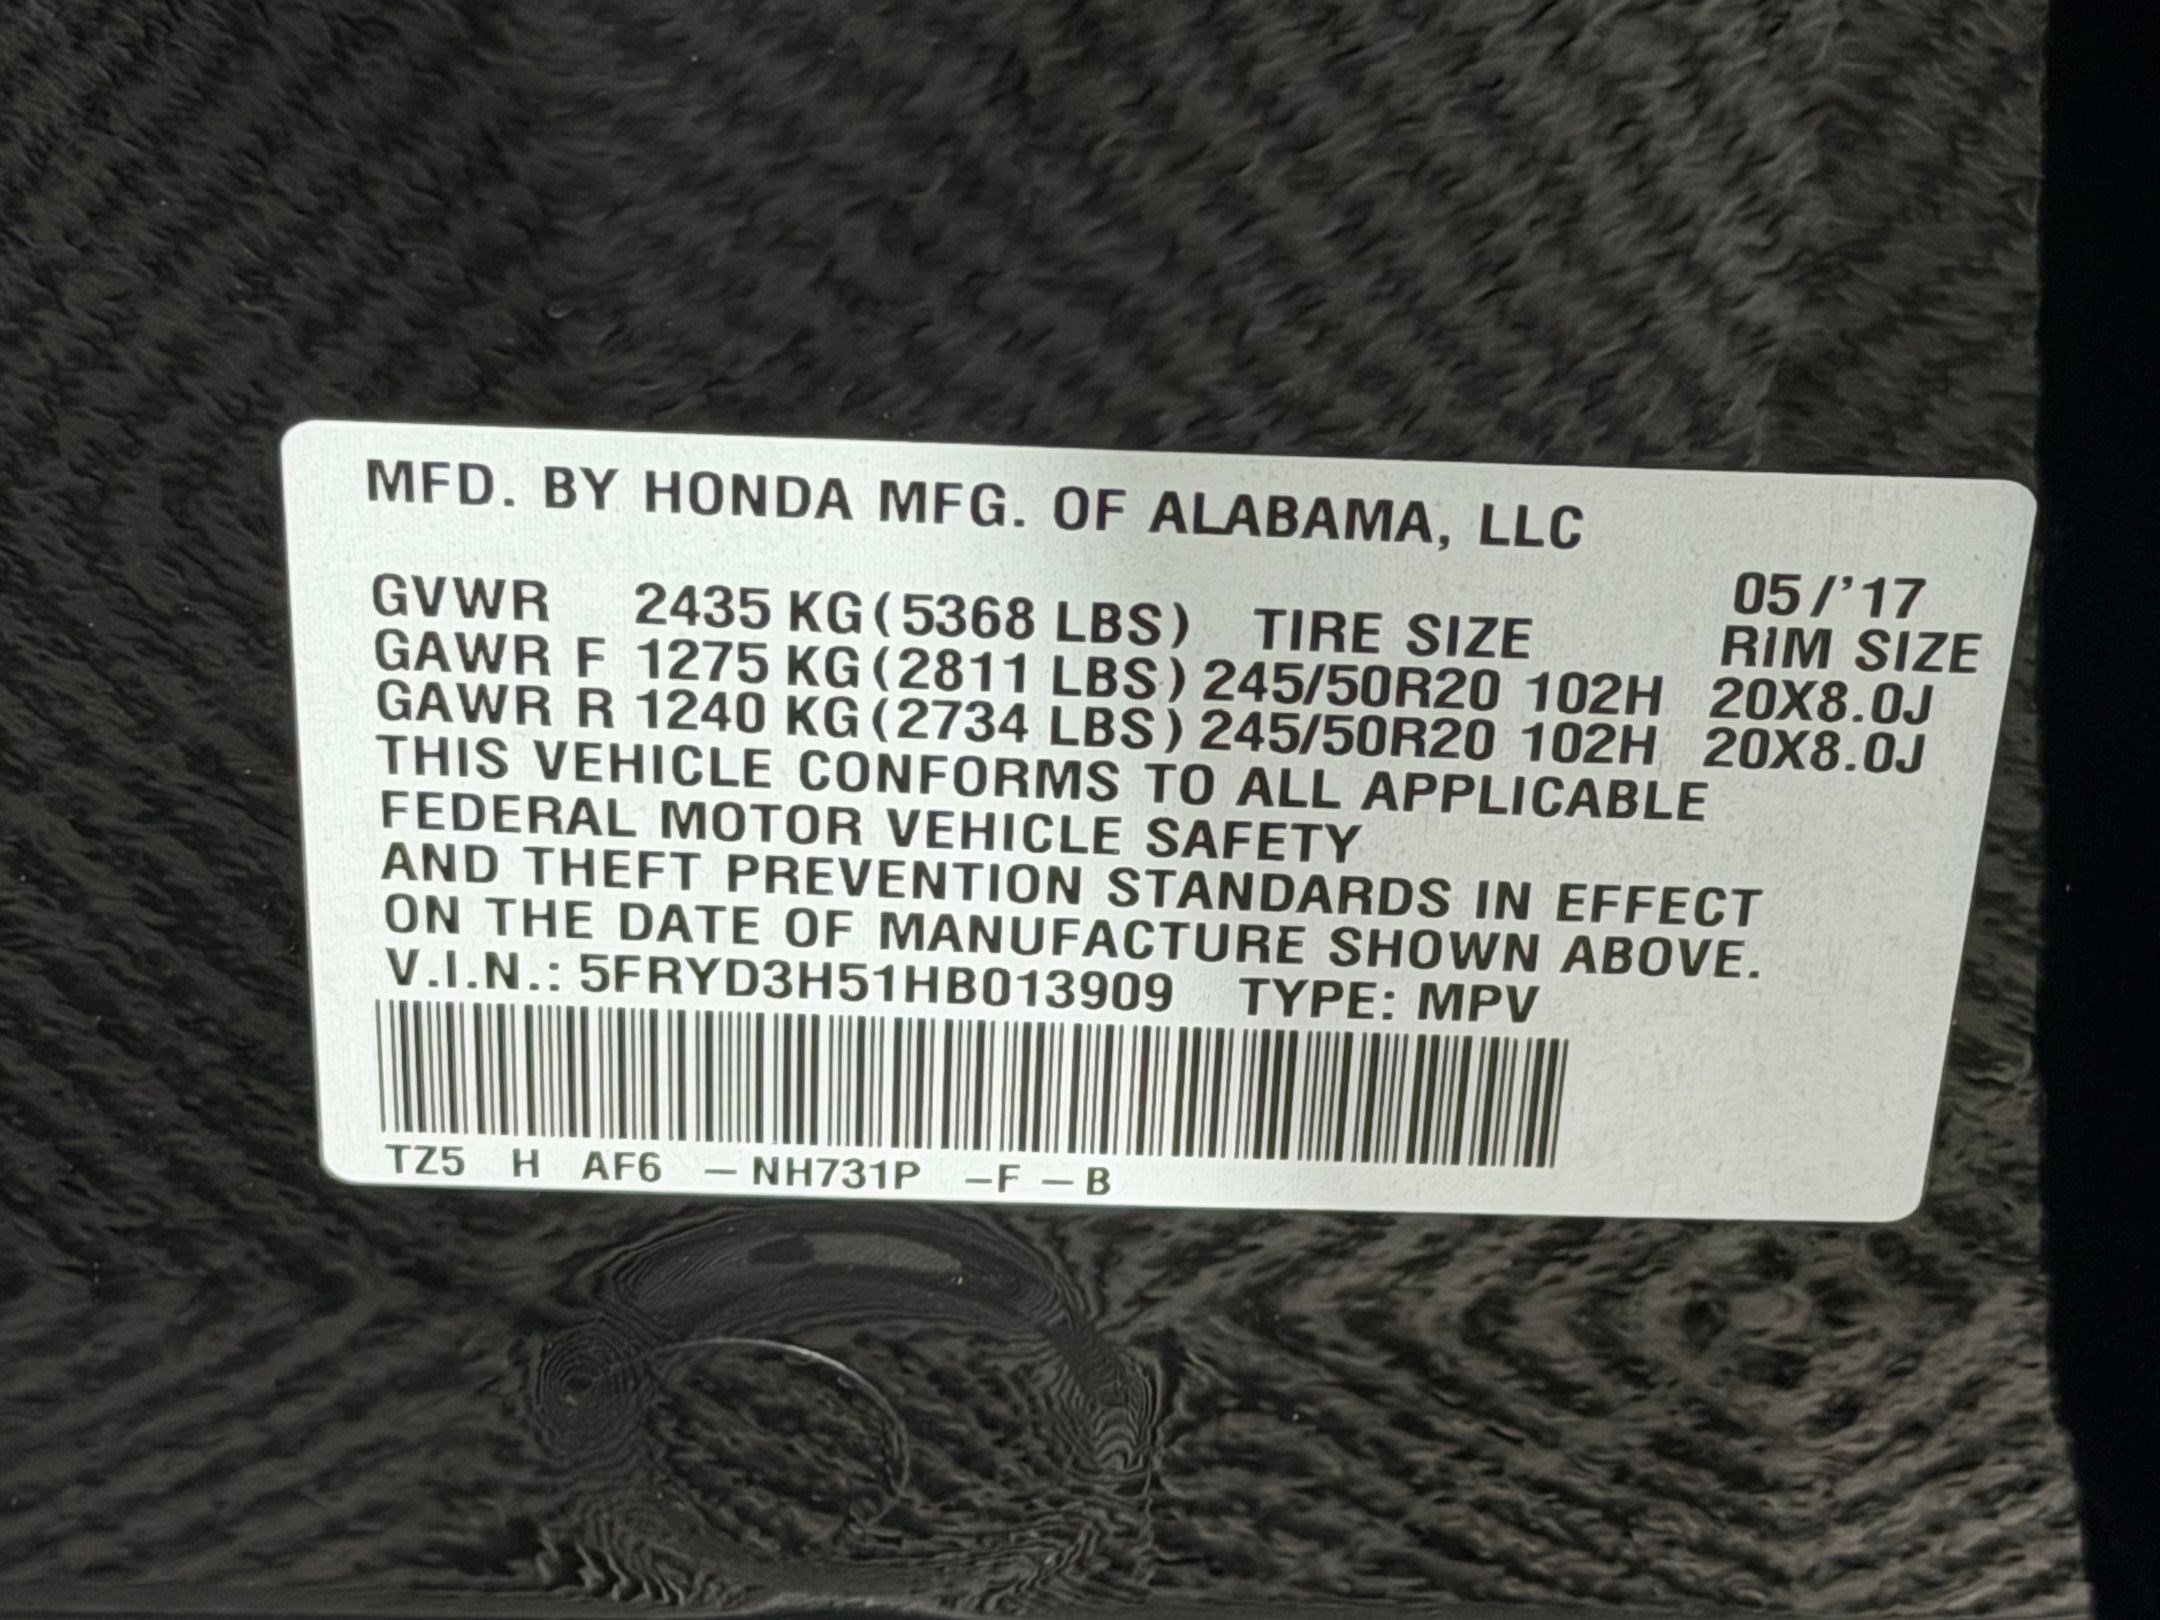 MFD. BY HONDA MFG. OF ALABAMA, LLC
05/'17
GVWR 2435 KG(5368 LBS) TIRE SIZE RIM SIZE
GAWR F 1275 KG(2811 LBS) 245/50R20 102H 20X8.0J
GAWR R 1240 KG(2734 LBS) 245/50R20 102H 20X8.0J
THIS VEHICLE CONFORMS TO ALL APPLICABLE
FEDERAL MOTOR VEHICLE SAFETY
AND THEFT PREVENTION STANDARDS IN EFFECT
ON THE DATE OF MANUFACTURE SHOWN ABOVE.
V.I.N.: 5FRYD3H51HB013909 TYPE: MPV
TZ5 H AF6 –NH731P –F –B